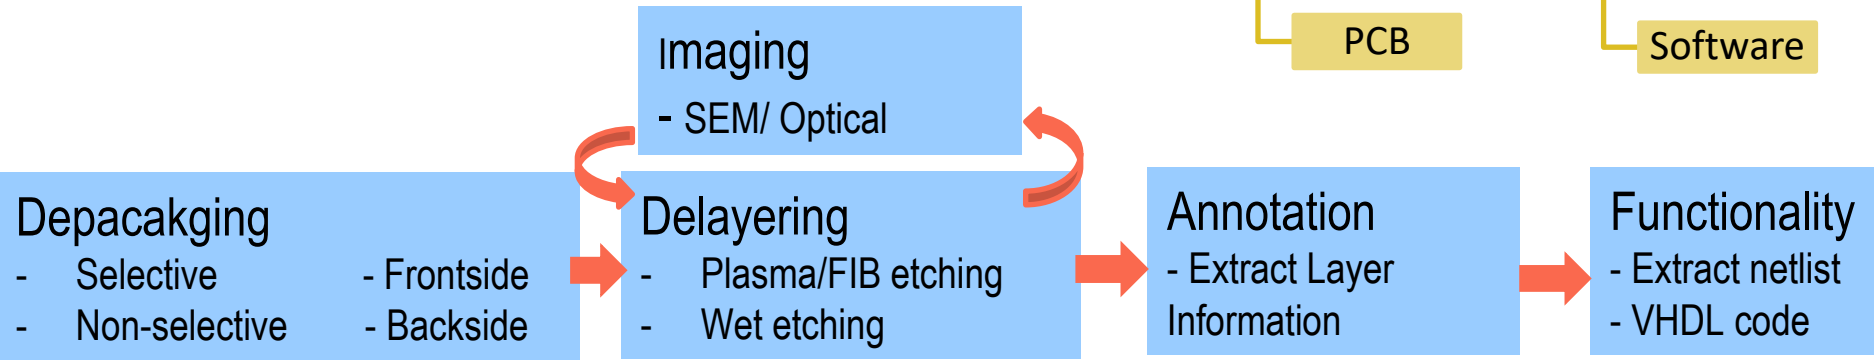 PCB
Software
Imaging
- SEM/ Optical
Depacakging
- Selective - Frontside
- Non-selective - Backside
Delayering
- Plasma/FIB etching
- Wet etching
Annotation
- Extract Layer
Information
Functionality
- Extract netlist
- VHDL code